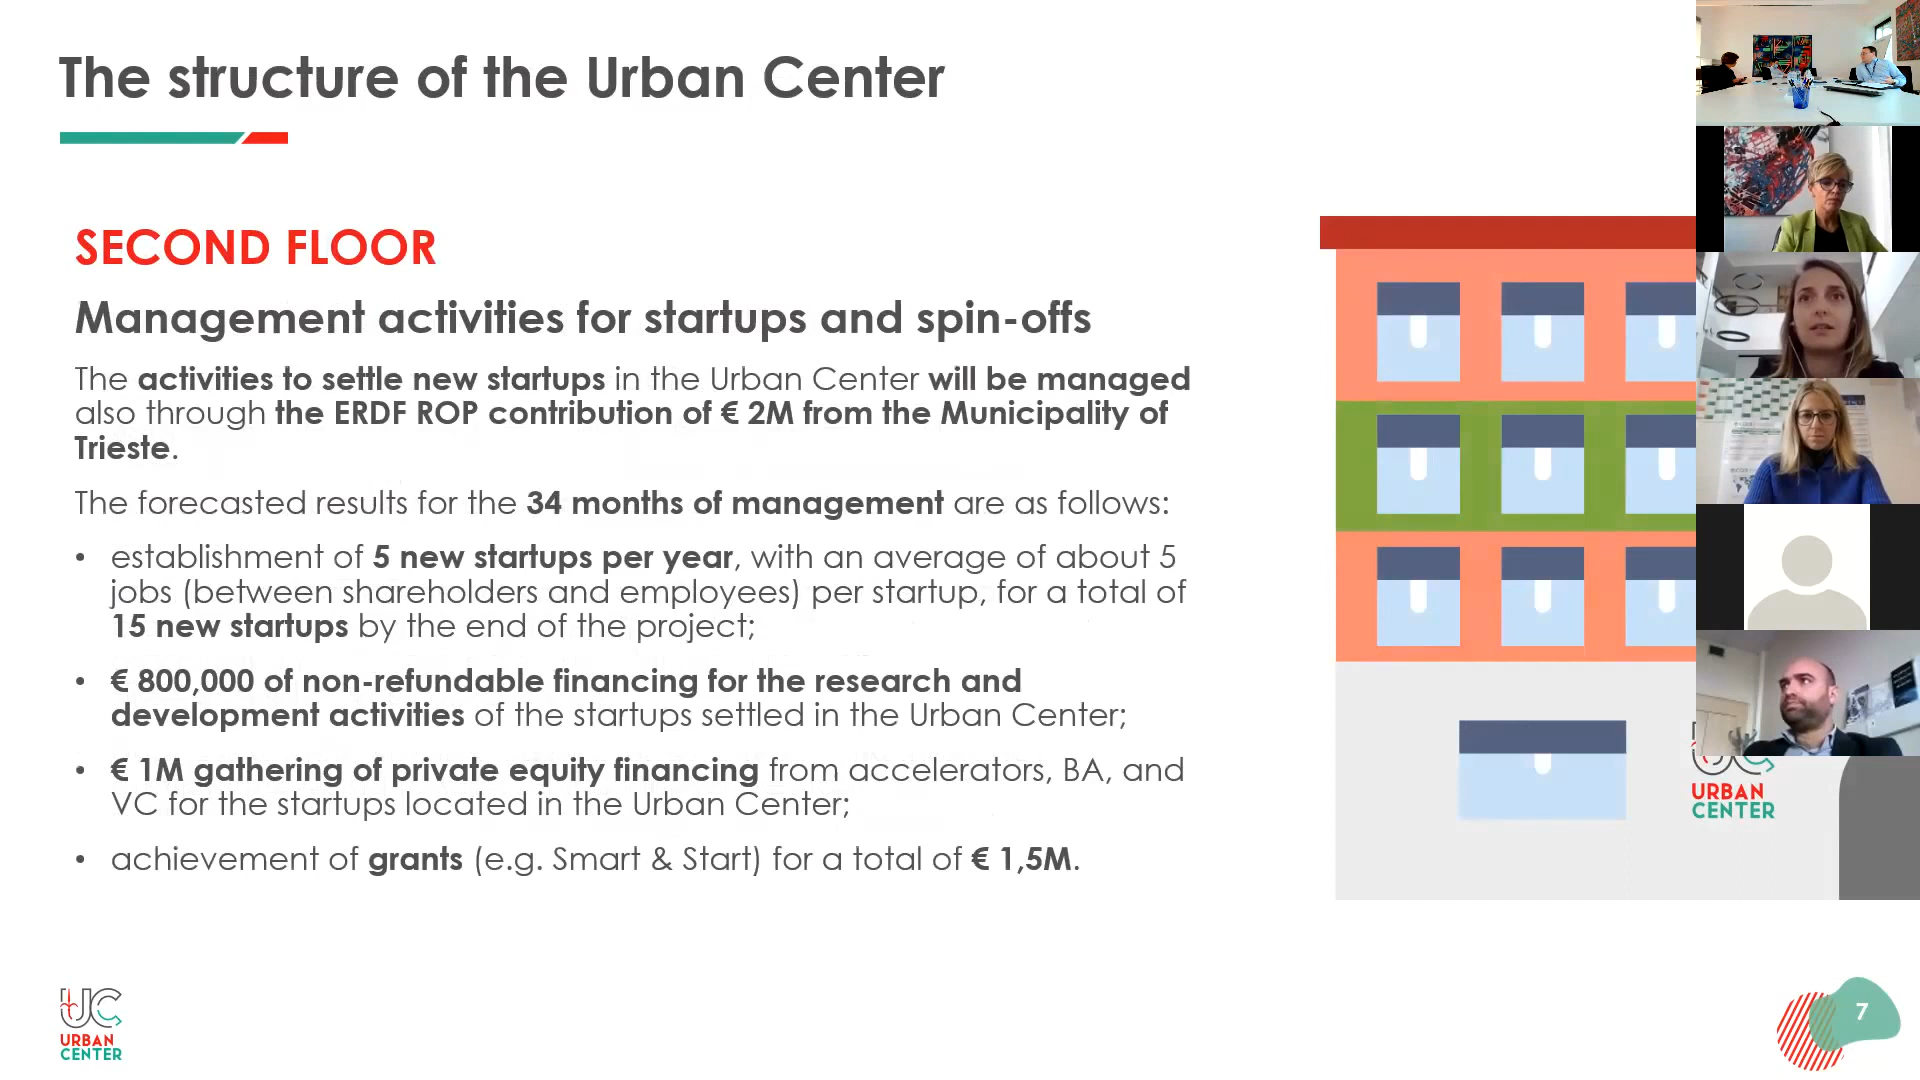 The structure of the Urban Center
SECOND FLOOR
Management activities for startups and spin-offs
The activities to settle new startups in the Urban Center will be managed
also through the ERDF ROP contribution of € 2M from the Municipality of
Trieste.
The forecasted results for the 34 months of management are as follows:
• establishment of 5 new startups per year, with an average of about 5
jobs (between shareholders and employees) per startup, for a total of
15 new startups by the end of the project;
• € 800,000 of non-refundable financing for the research and
development activities of the startups settled in the Urban Center;
• € 1M gathering of private equity financing from accelerators, BA, and
VC for the startups located in the Urban Center;
• achievement of grants (e.g. Smart & Start) for a total of € 1,5M.
UC
URBAN
CENTER
UC
URBAN
CENTER
7